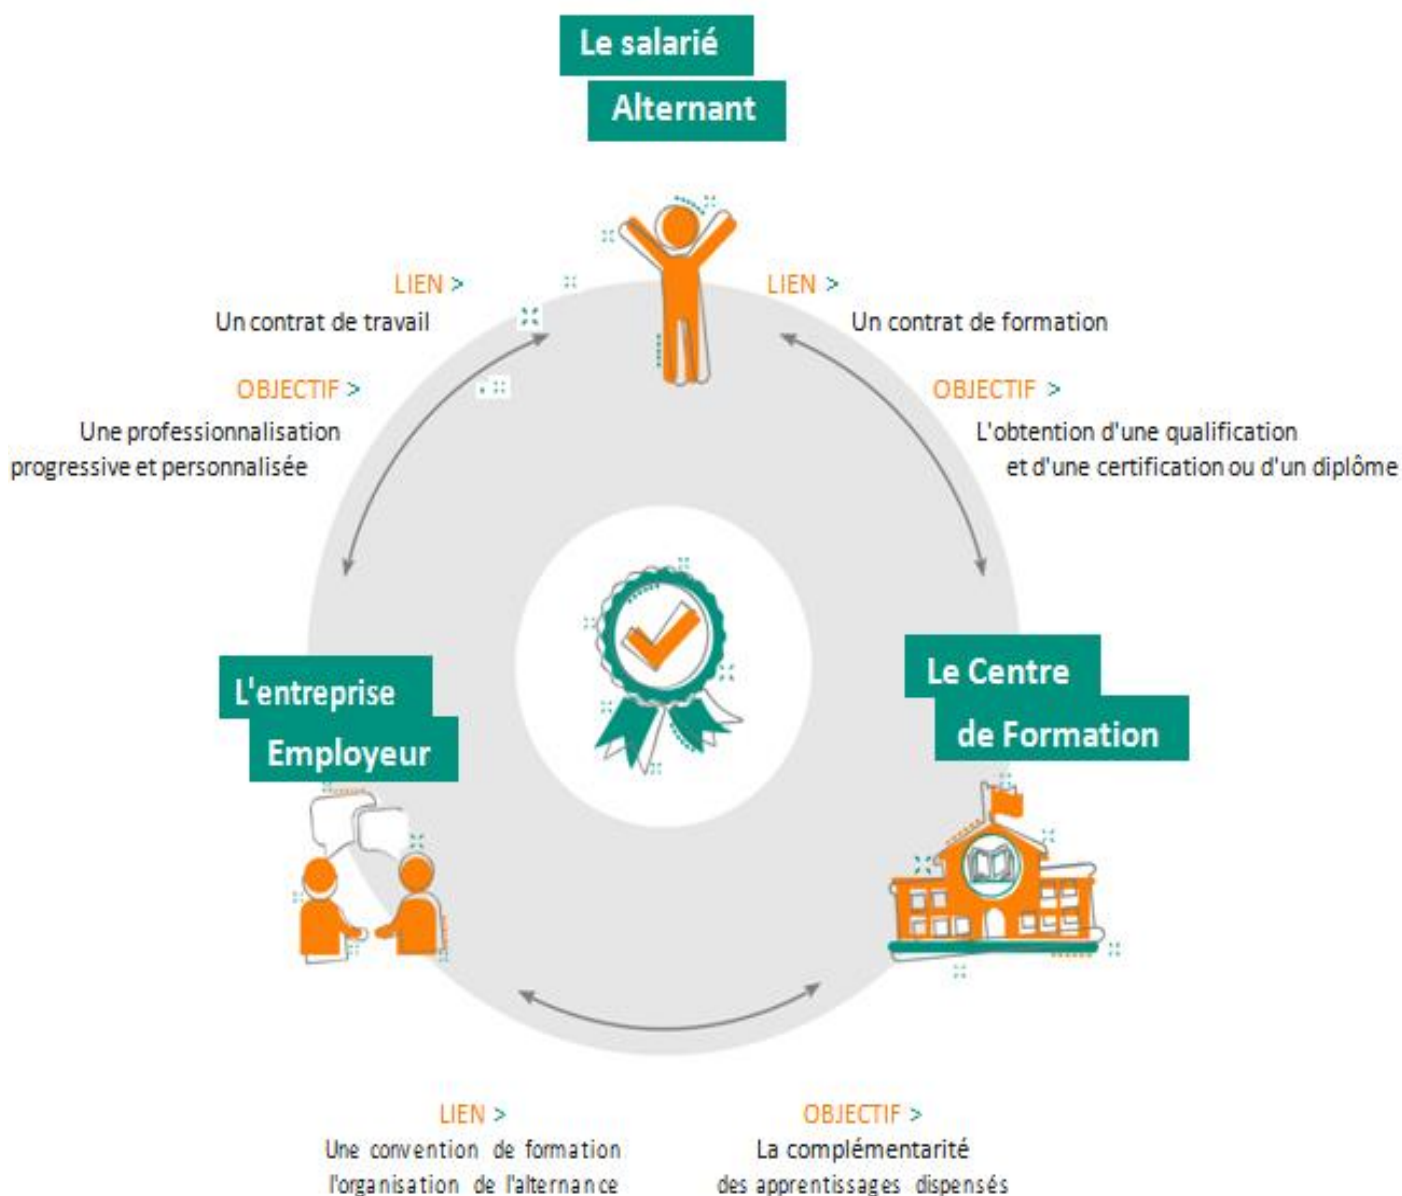 Le salarié
Alternant
LIEN >
Un contrat de travail
OBJECTIF >
Une professionnalisation
progressive et personnalisée
LIEN >
Un contrat de formation
OBJECTIF >
L'obtention d'une qualification
et d'une certification ou d'un diplôme
L'entreprise
Employeur
Le Centre
de Formation
LIEN >
Une convention de formation
l'organisation de l'alternance
OBJECTIF >
La complémentarité
des apprentissages dispensés